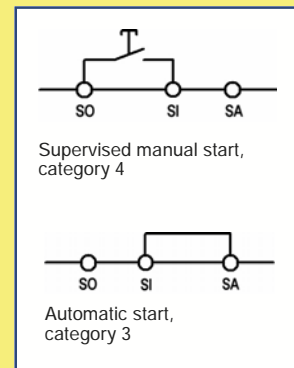 SO SI SA
Supervised manual start,
category 4
SO SI SA
Automatic start,
category 3